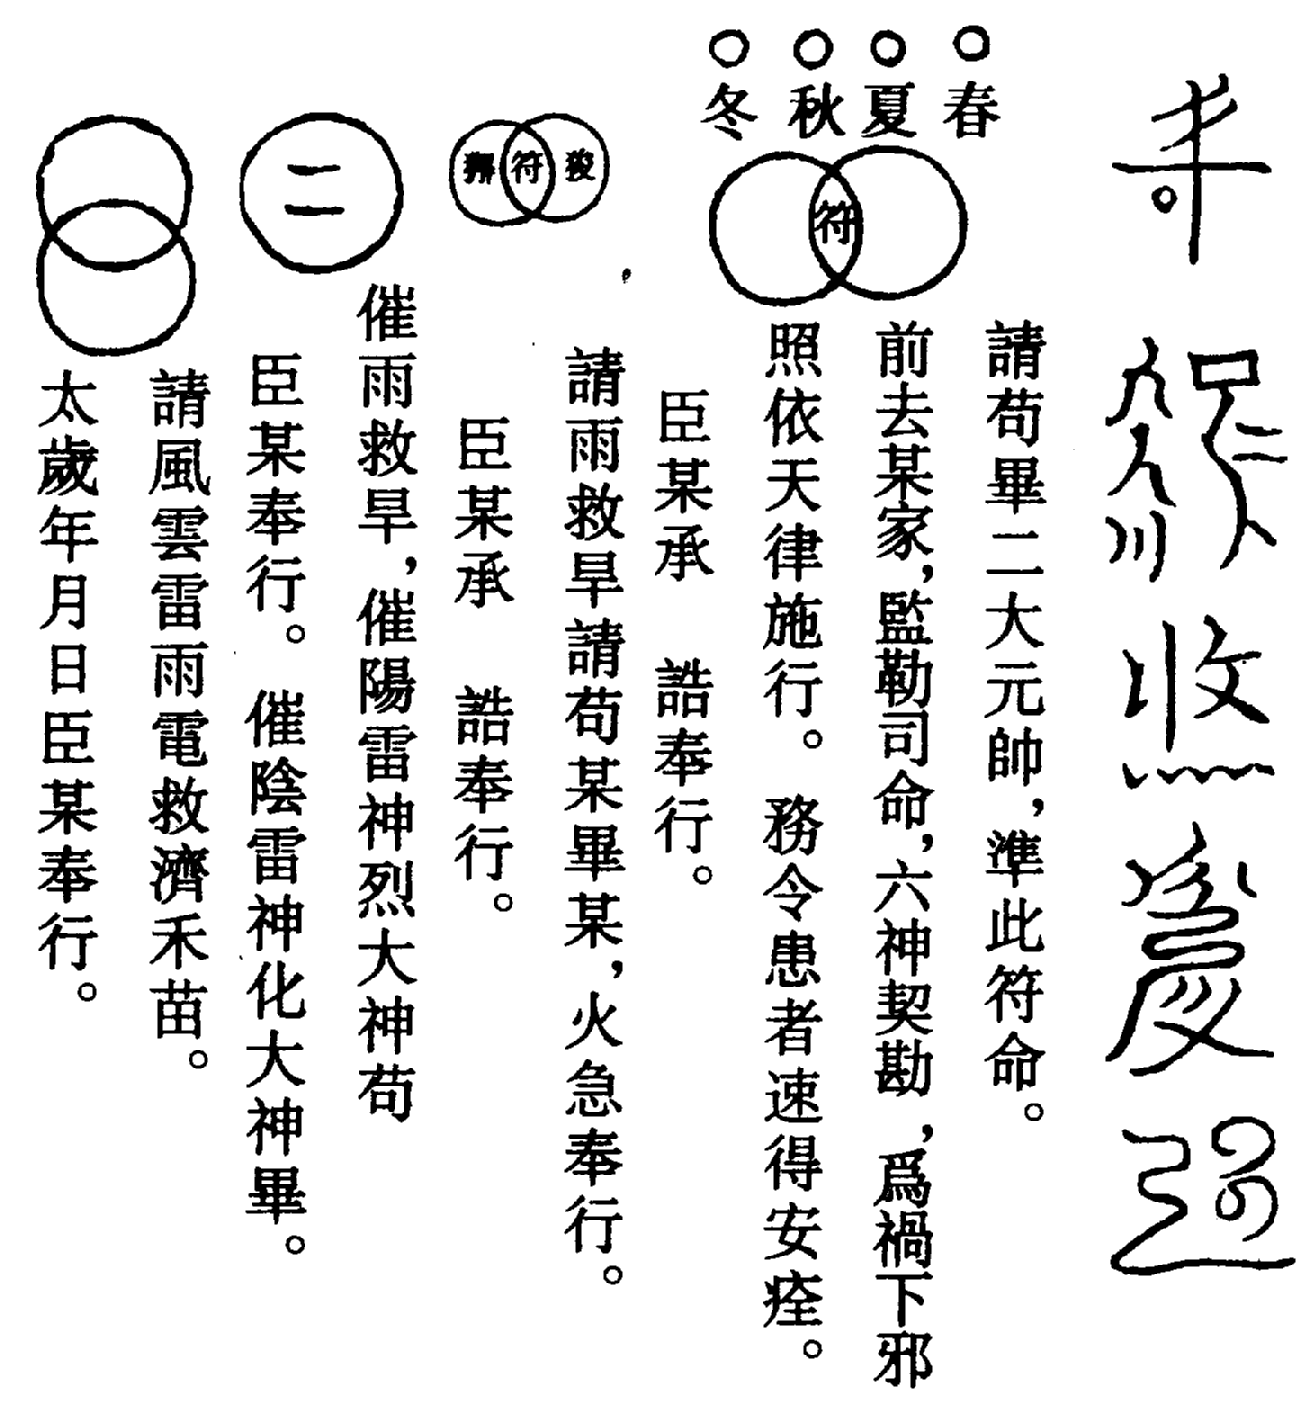 春
夏
秋
冬
符
請苟畢二大元帥，準此符命。
前去某家，監勒司命，六神契勘，爲禍下邪
照依天律施行。務令患者速得安痊。
臣某承　誥奉行。
符
請雨救旱請苟某畢某，火急奉行。
臣某承　誥奉行。
二
催雨救旱，催陽雷神烈大神苟
臣某奉行。催陰雷神化大神畢。
請風雲雷雨電救濟禾苗。
太歲年月日臣某奉行。